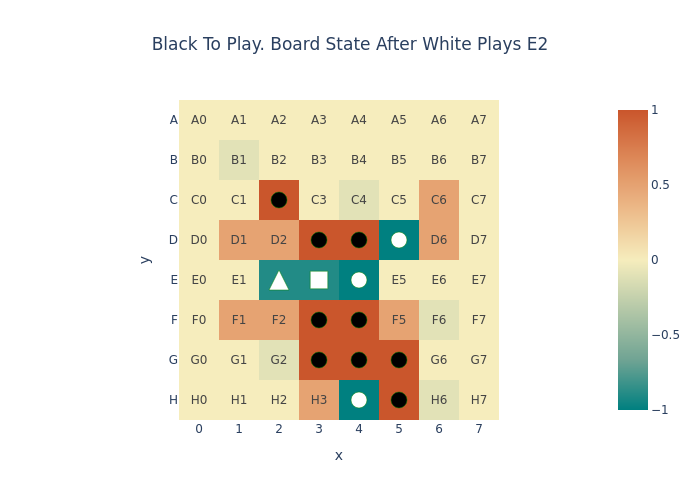 Black To Play. Board State After White Plays E2
A A0 A1 A2 A3 A4 A5 A6 A7
B B0 B1 B2 B3 B4 B5 B6 B7
C C0 C1 C3 C4 C5 C6 C7
D D0 D1 D2 D6 D7
E E0 E1 E5 E6 E7
F F0 F1 F2 F5 F6 F7
G G0 G1 G2 G6 G7
H H0 H1 H2 H3 H6 H7
0 1 2 3 4 5 6 7
x
y
1
0.5
0
−0.5
−1